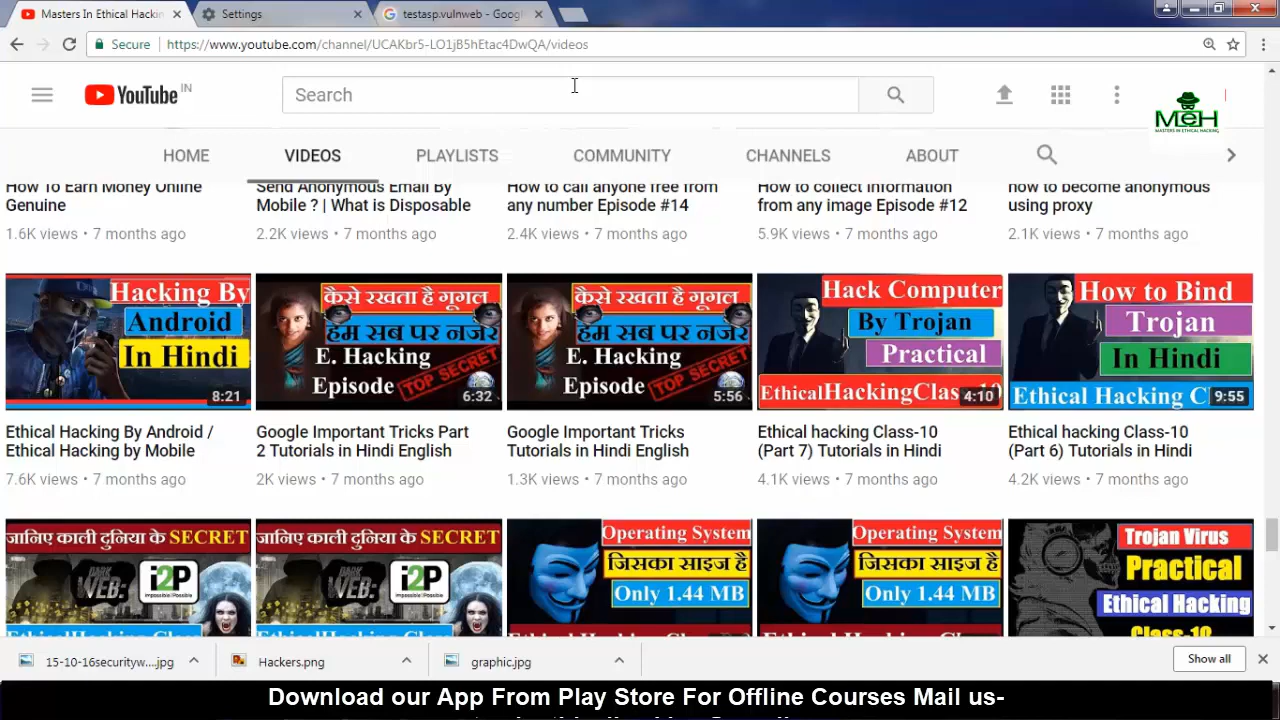 Masters In Ethical Hackin
Settings
testasp.vulnweb - Googl
Secure
https://www.youtube.com/channel/UCAKbr5-LO1jB5hEtac4DwQA/videos
YouTube IN
Search
MeH
MASTERS IN ETHICAL HACKING
HOME
VIDEOS
PLAYLISTS
COMMUNITY
CHANNELS
ABOUT
How To Earn Money Online
Genuine
1.6K views • 7 months ago
Send Anonymous Email By
Mobile ? | What is Disposable
2.2K views • 7 months ago
How to call anyone free from
any number Episode #14
2.4K views • 7 months ago
How to collect information
from any image Episode #12
5.9K views • 7 months ago
how to become anonymous
using proxy
2.1K views • 7 months ago
Hacking By
Android
In Hindi
8:21
Ethical Hacking By Android /
Ethical Hacking by Mobile
7.6K views • 7 months ago
कैसे रखता है गूगल
हम सब पर नजर
E. Hacking
Episode
TOP SECRET
6:32
Google Important Tricks Part
2 Tutorials in Hindi English
2K views • 7 months ago
कैसे रखता है गूगल
हम सब पर नजर
E. Hacking
Episode
TOP SECRET
5:56
Google Important Tricks
Tutorials in Hindi English
1.3K views • 7 months ago
Hack Computer
By Trojan
Practical
EthicalHackingClas
4:10
Ethical hacking Class-10
(Part 7) Tutorials in Hindi
4.1K views • 7 months ago
How to Bind
Trojan
In Hindi
Ethical Hacking C
9:55
Ethical hacking Class-10
(Part 6) Tutorials in Hindi
4.2K views • 7 months ago
जानिए काली दुनिया के SECRET
DARK
WEB:
i2P
EthicalHacking Class
जानिए काली दुनिया के SECRET
DARK
WEB:
i2P
EthicalHacking Class
Operating System
जिसका साइज है
Only 1.44 MB
Operating System
जिसका साइज है
Only 1.44 MB
Trojan Virus
Practical
Ethical Hacking
Class-10
15-10-16securityw....jpg
Hackers.png
graphic.jpg
Show all
Download our App From Play Store For Offline Courses Mail us-